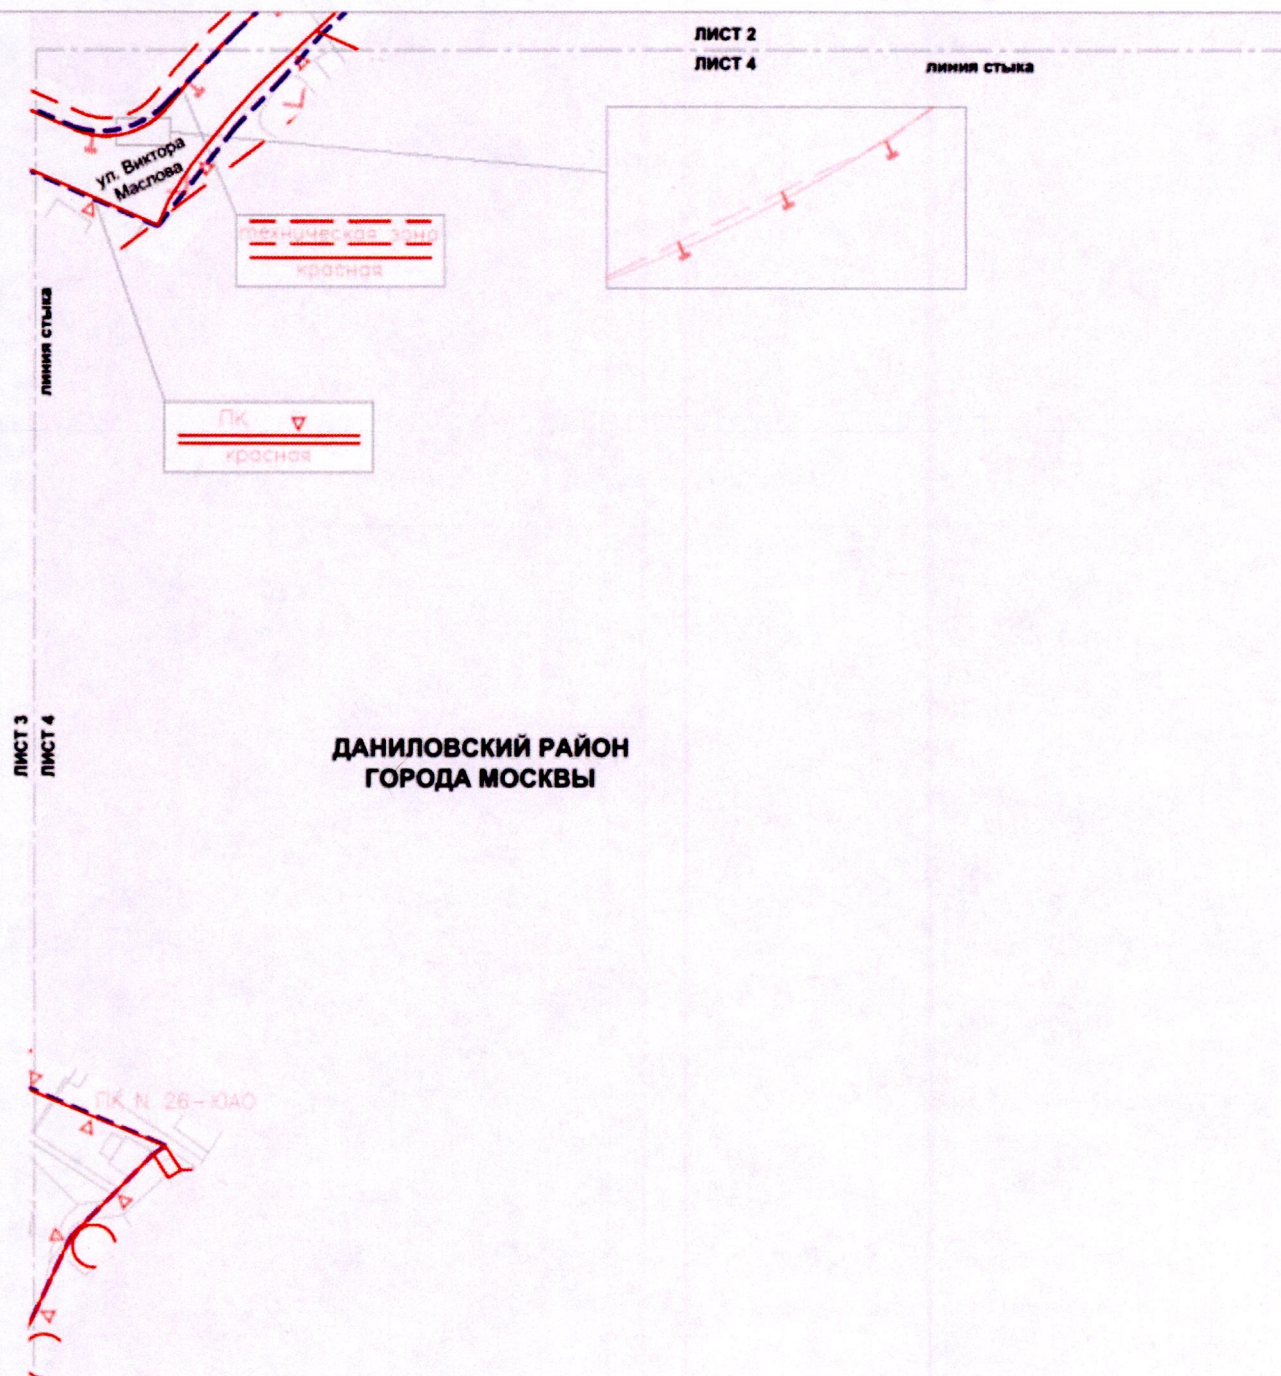 ЛИСТ 2
ЛИСТ 4
линия стыка
ул. Виктора
Маслова
техническая зона
красная
линия стыка
ПК
красная
ЛИСТ 3
ЛИСТ 4
ДАНИЛОВСКИЙ РАЙОН
ГОРОДА МОСКВЫ
ПК N 26-ЮАО